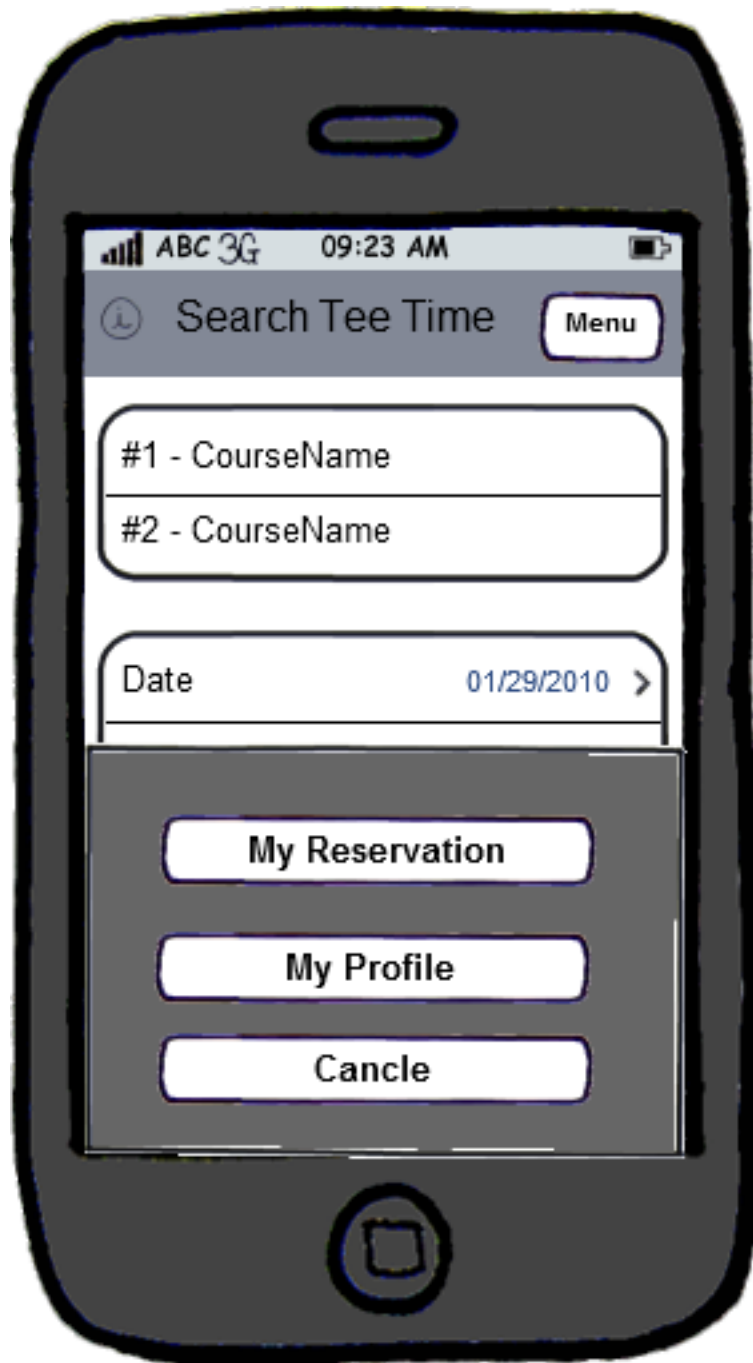 ABC 3G 09:23 AM
i Search Tee Time Menu
#1 - CourseName
#2 - CourseName
Date 01/29/2010
My Reservation
My Profile
Cancle